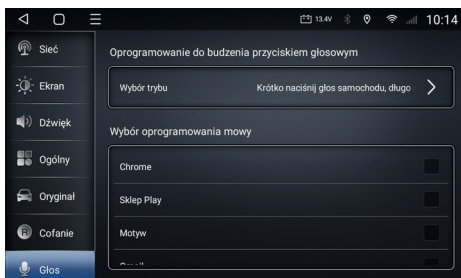 13.4V 10:14
Sieć
Oprogramowanie do budzenia przyciskiem głosowym
Ekran
Wybór trybu Krótko naciśnij głos samochodu, długo
Dźwięk
Wybór oprogramowania mowy
Ogólny
Chrome
Oryginał
Sklep Play
R Cofanie
Motyw
Głos
Gmail